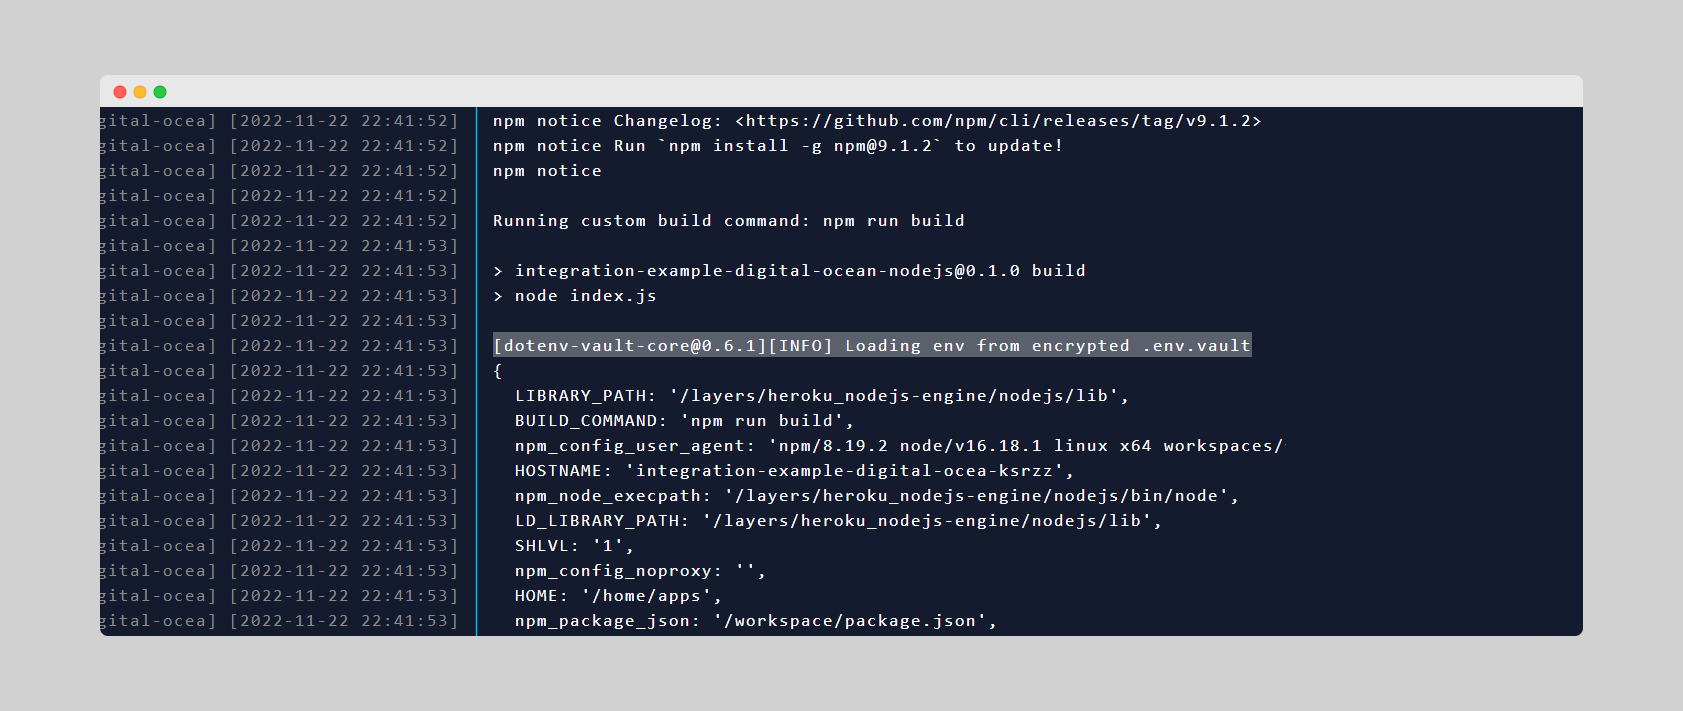 gital-ocea] [2022-11-22 22:41:52] npm notice Changelog: <https://github.com/npm/cli/releases/tag/v9.1.2>
gital-ocea] [2022-11-22 22:41:52] npm notice Run `npm install -g npm@9.1.2` to update!
gital-ocea] [2022-11-22 22:41:52] npm notice
gital-ocea] [2022-11-22 22:41:52]
gital-ocea] [2022-11-22 22:41:52] Running custom build command: npm run build
gital-ocea] [2022-11-22 22:41:53]
gital-ocea] [2022-11-22 22:41:53] > integration-example-digital-ocean-nodejs@0.1.0 build
gital-ocea] [2022-11-22 22:41:53] > node index.js
gital-ocea] [2022-11-22 22:41:53]
gital-ocea] [2022-11-22 22:41:53] [dotenv-vault-core@0.6.1][INFO] Loading env from encrypted .env.vault
gital-ocea] [2022-11-22 22:41:53] {
gital-ocea] [2022-11-22 22:41:53] LIBRARY_PATH: '/layers/heroku_nodejs-engine/nodejs/lib',
gital-ocea] [2022-11-22 22:41:53] BUILD_COMMAND: 'npm run build',
gital-ocea] [2022-11-22 22:41:53] npm_config_user_agent: 'npm/8.19.2 node/v16.18.1 linux x64 workspaces/
gital-ocea] [2022-11-22 22:41:53] HOSTNAME: 'integration-example-digital-ocea-ksrzz',
gital-ocea] [2022-11-22 22:41:53] npm_node_execpath: '/layers/heroku_nodejs-engine/nodejs/bin/node',
gital-ocea] [2022-11-22 22:41:53] LD_LIBRARY_PATH: '/layers/heroku_nodejs-engine/nodejs/lib',
gital-ocea] [2022-11-22 22:41:53] SHLVL: '1',
gital-ocea] [2022-11-22 22:41:53] npm_config_noproxy: '',
gital-ocea] [2022-11-22 22:41:53] HOME: '/home/apps',
gital-ocea] [2022-11-22 22:41:53] npm_package_json: '/workspace/package.json',